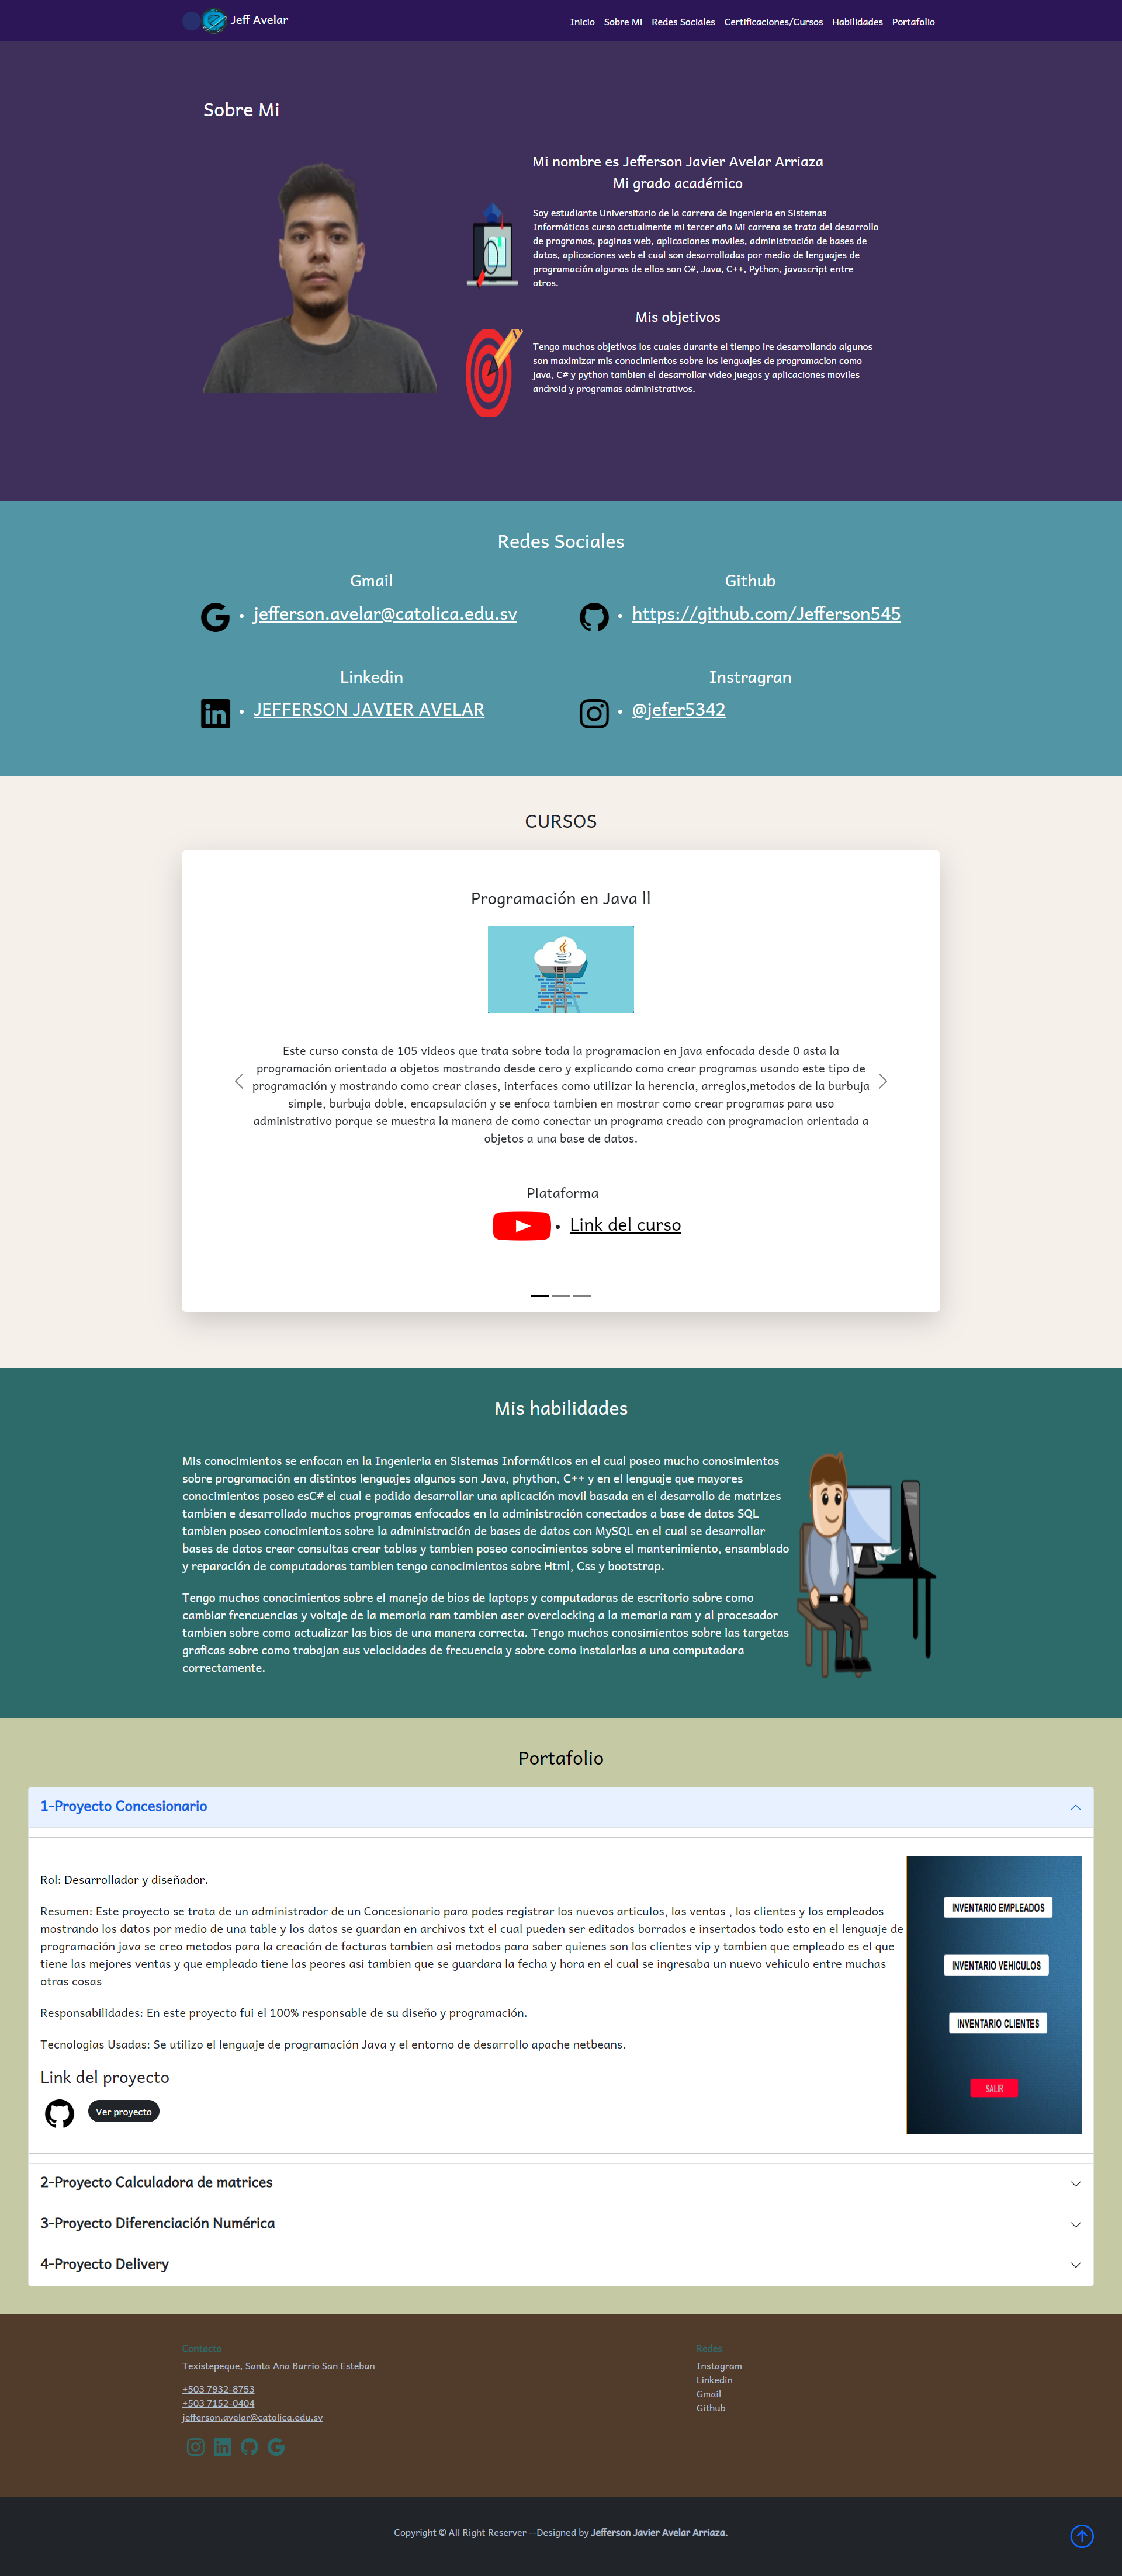 Jeff Avelar
Inicio Sobre Mi Redes Sociales Certificaciones/Cursos Habilidades Portafolio
Sobre Mi
Mi nombre es Jefferson Javier Avelar Arriaza
Mi grado académico
Soy estudiante Universitario de la carrera de ingenieria en Sistemas
Informáticos curso actualmente mi tercer año Mi carrera se trata del desarrollo
de programas, paginas web, aplicaciones moviles, administración de bases de
datos, aplicaciones web el cual son desarrolladas por medio de lenguajes de
programación algunos de ellos son C#, Java, C++, Python, javascript entre
otros.
Mis objetivos
Tengo muchos objetivos los cuales durante el tiempo ire desarrollando algunos
son maximizar mis conocimientos sobre los lenguajes de programacion como
java, C# y python tambien el desarrollar video juegos y aplicaciones moviles
android y programas administrativos.
Redes Sociales
Gmail
• jefferson.avelar@catolica.edu.sv
Github
• https://github.com/Jefferson545
Linkedin
• JEFFERSON JAVIER AVELAR
Instragran
• @jefer5342
CURSOS
Programación en Java ll
Este curso consta de 105 videos que trata sobre toda la programacion en java enfocada desde 0 asta la
programación orientada a objetos mostrando desde cero y explicando como crear programas usando este tipo de
programación y mostrando como crear clases, interfaces como utilizar la herencia, arreglos,metodos de la burbuja
simple, burbuja doble, encapsulación y se enfoca tambien en mostrar como crear programas para uso
administrativo porque se muestra la manera de como conectar un programa creado con programacion orientada a
objetos a una base de datos.
Plataforma
• Link del curso
Mis habilidades
Mis conocimientos se enfocan en la Ingenieria en Sistemas Informáticos en el cual poseo mucho conosimientos
sobre programación en distintos lenguajes algunos son Java, phython, C++ y en el lenguaje que mayores
conocimientos poseo esC# el cual e podido desarrollar una aplicación movil basada en el desarrollo de matrizes
tambien e desarrollado muchos programas enfocados en la administración conectados a base de datos SQL
tambien poseo conocimientos sobre la administración de bases de datos con MySQL en el cual se desarrollar
bases de datos crear consultas crear tablas y tambien poseo conocimientos sobre el mantenimiento, ensamblado
y reparación de computadoras tambien tengo conocimientos sobre Html, Css y bootstrap.
Tengo muchos conocimientos sobre el manejo de bios de laptops y computadoras de escritorio sobre como
cambiar frencuencias y voltaje de la memoria ram tambien aser overclocking a la memoria ram y al procesador
tambien sobre como actualizar las bios de una manera correcta. Tengo muchos conosimientos sobre las targetas
graficas sobre como trabajan sus velocidades de frecuencia y sobre como instalarlas a una computadora
correctamente.
Portafolio
1-Proyecto Concesionario
Rol: Desarrollador y diseñador.
Resumen: Este proyecto se trata de un administrador de un Concesionario para podes registrar los nuevos articulos, las ventas , los clientes y los empleados
mostrando los datos por medio de una table y los datos se guardan en archivos txt el cual pueden ser editados borrados e insertados todo esto en el lenguaje de
programación java se creo metodos para la creación de facturas tambien asi metodos para saber quienes son los clientes vip y tambien que empleado es el que
tiene las mejores ventas y que empleado tiene las peores asi tambien que se guardara la fecha y hora en el cual se ingresaba un nuevo vehiculo entre muchas
otras cosas
Responsabilidades: En este proyecto fui el 100% responsable de su diseño y programación.
Tecnologias Usadas: Se utilizo el lenguaje de programación Java y el entorno de desarrollo apache netbeans.
Link del proyecto
Ver proyecto
INVENTARIO EMPLEADOS
INVENTARIO VEHICULOS
INVENTARIO CLIENTES
SALIR
2-Proyecto Calculadora de matrices
3-Proyecto Diferenciación Numérica
4-Proyecto Delivery
Contacto
Texistepeque, Santa Ana Barrio San Esteban
+503 7932-8753
+503 7152-0404
jefferson.avelar@catolica.edu.sv
Redes
Instagram
Linkedin
Gmail
Github
Copyright © All Right Reserver --Designed by Jefferson Javier Avelar Arriaza.